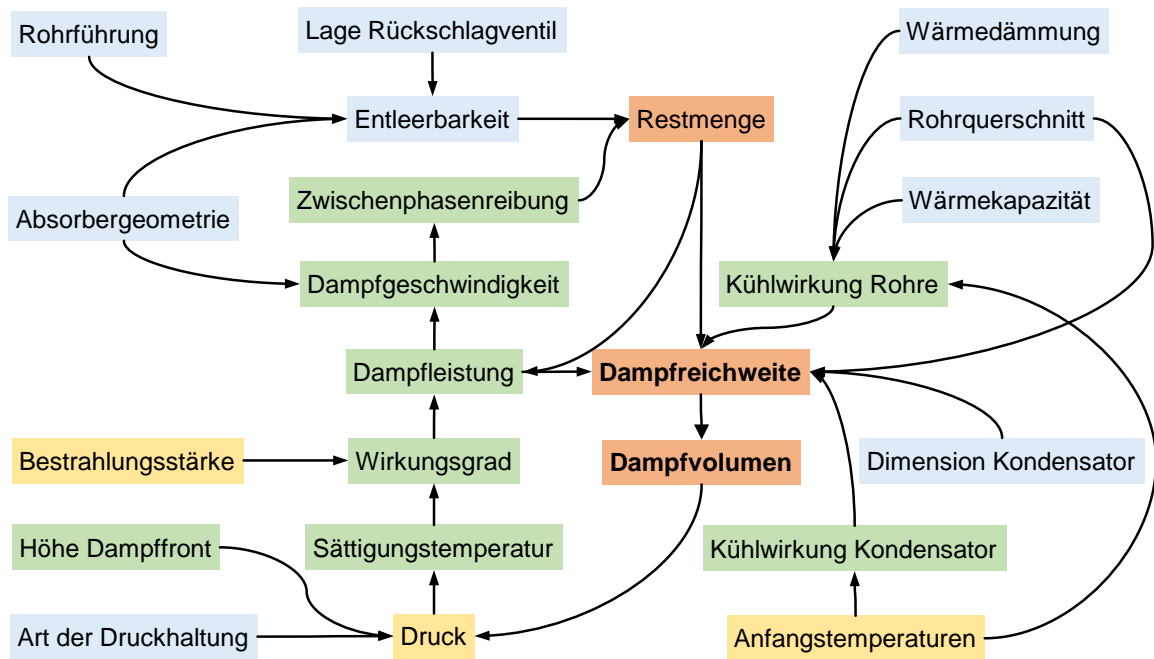 Rohrführung
Lage Rückschlagventil
Wärmedämmung
Entleerbarkeit
Restmenge
Rohrquerschnitt
Zwischenphasenreibung
Wärmekapazität
Absorbergeometrie
Dampfgeschwindigkeit
Kühlwirkung Rohre
Dampfleistung
Dampfreichweite
Bestrahlungsstärke
Wirkungsgrad
Dampfvolumen
Dimension Kondensator
Höhe Dampffront
Sättigungstemperatur
Kühlwirkung Kondensator
Art der Druckhaltung
Druck
Anfangstemperaturen